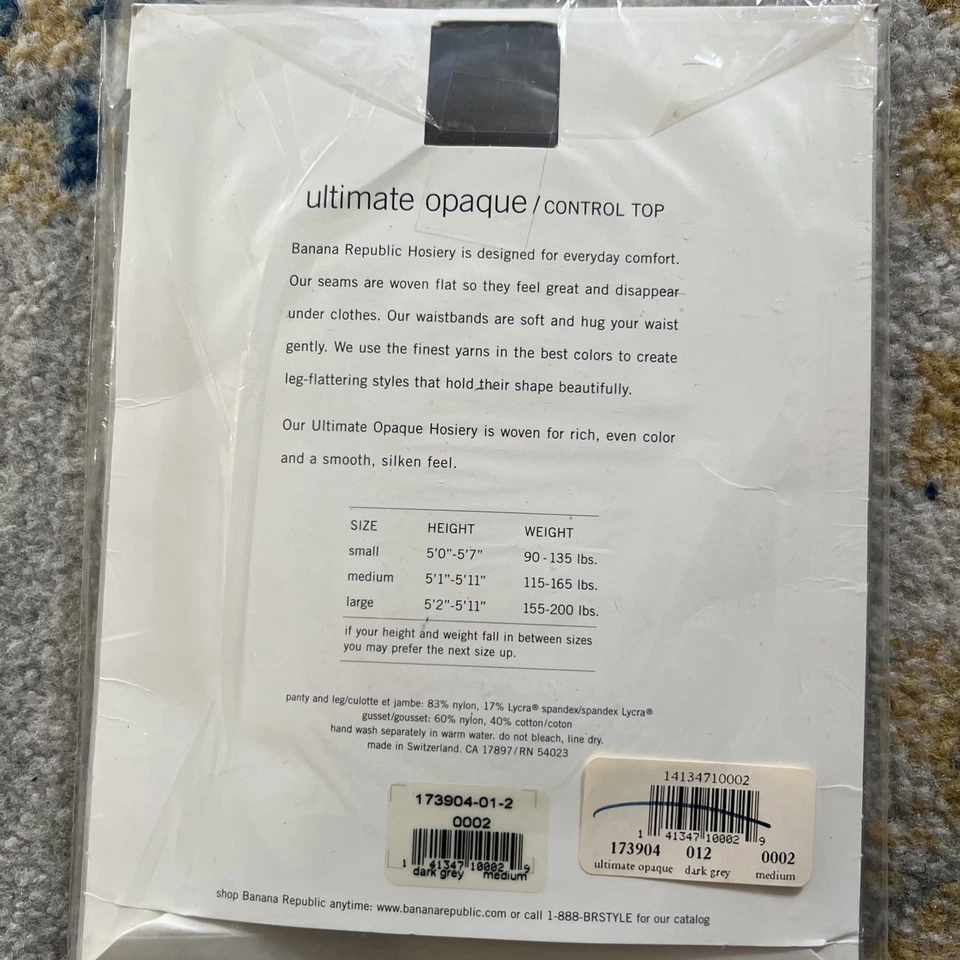 ultimate opaque / CONTROL TOP
Banana Republic Hosiery is designed for everyday comfort.
Our seams are woven flat so they feel great and disappear
under clothes. Our waistbands are soft and hug your waist
gently. We use the finest yarns in the best colors to create
leg-flattering styles that hold their shape beautifully.
Our Ultimate Opaque Hosiery is woven for rich, even color
and a smooth, silken feel.
SIZE HEIGHT WEIGHT
small 5'0"-5'7" 90-135 lbs.
medium 5'1"-5'11" 115-165 lbs.
large 5'2"-5'11" 155-200 lbs.
if your height and weight fall in between sizes
you may prefer the next size up.
panty and leg/culotte et jambe: 83% nylon, 17% Lycra® spandex/spandex Lycra®
gusset/gousset: 60% nylon, 40% cotton/coton
hand wash separately in warm water. do not bleach, line dry.
made in Switzerland. CA 17897/RN 54023
173904-01-2
0002
1 41347 10002 9
dark grey medium
14134710002
1 41347 10002 9
173904 012 0002
ultimate opaque dark grey medium
shop Banana Republic anytime: www.bananarepublic.com or call 1-888-BRSTYLE for our catalog